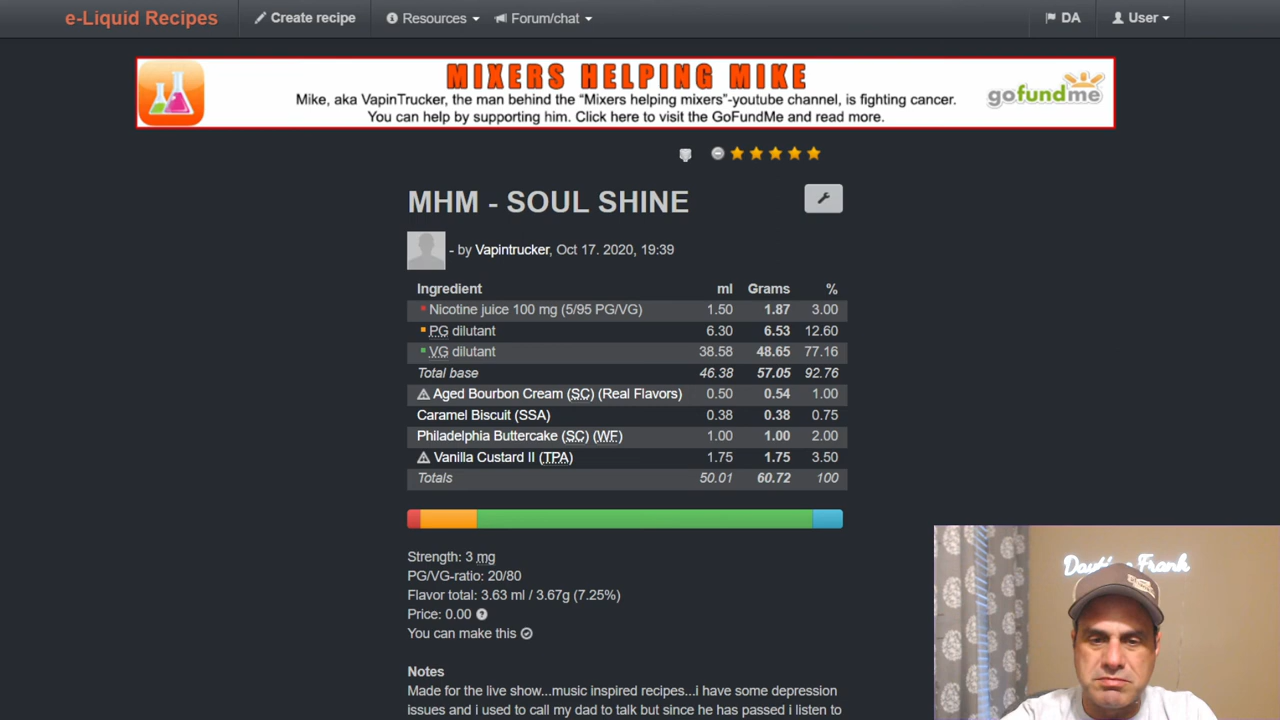 e-Liquid Recipes Create recipe Resources Forum/chat DA User
MIXERS HELPING MIKE
Mike, aka VapinTrucker, the man behind the “Mixers helping mixers”-youtube channel, is fighting cancer.
You can help by supporting him. Click here to visit the GoFundMe and read more.
gofundme
MHM - SOUL SHINE
- by Vapintrucker, Oct 17. 2020, 19:39
Ingredient ml Grams %
Nicotine juice 100 mg (5/95 PG/VG) 1.50 1.87 3.00
PG dilutant 6.30 6.53 12.60
VG dilutant 38.58 48.65 77.16
Total base 46.38 57.05 92.76
Aged Bourbon Cream (SC) (Real Flavors) 0.50 0.54 1.00
Caramel Biscuit (SSA) 0.38 0.38 0.75
Philadelphia Buttercake (SC) (WF) 1.00 1.00 2.00
Vanilla Custard II (TPA) 1.75 1.75 3.50
Totals 50.01 60.72 100
Strength: 3 mg
PG/VG-ratio: 20/80
Flavor total: 3.63 ml / 3.67g (7.25%)
Price: 0.00
You can make this
Notes
Made for the live show...music inspired recipes...i have some depression
issues and i used to call my dad to talk but since he has passed i listen to
Frank